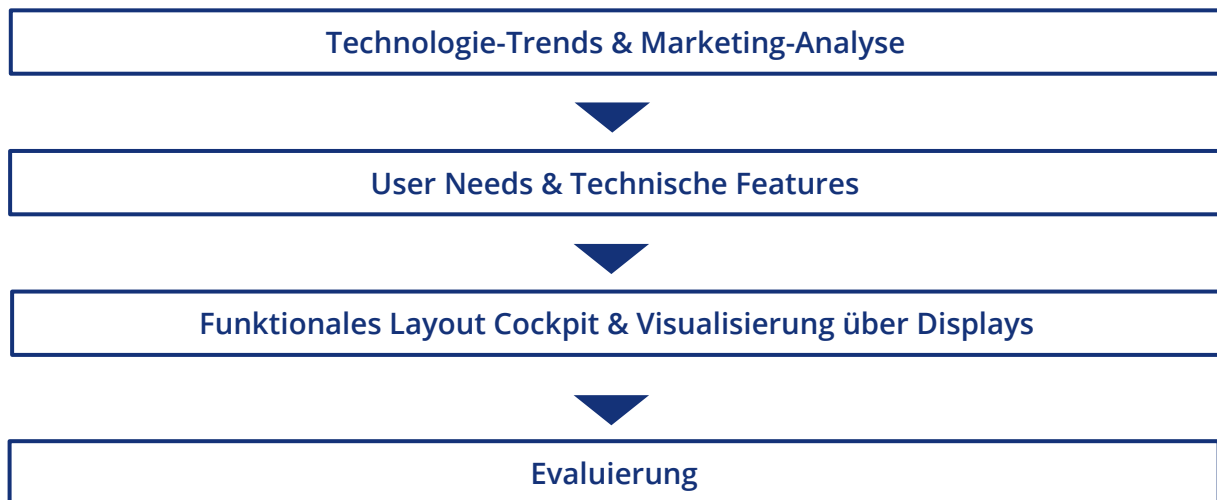 Technologie-Trends & Marketing-Analyse
User Needs & Technische Features
Funktionales Layout Cockpit & Visualisierung über Displays
Evaluierung